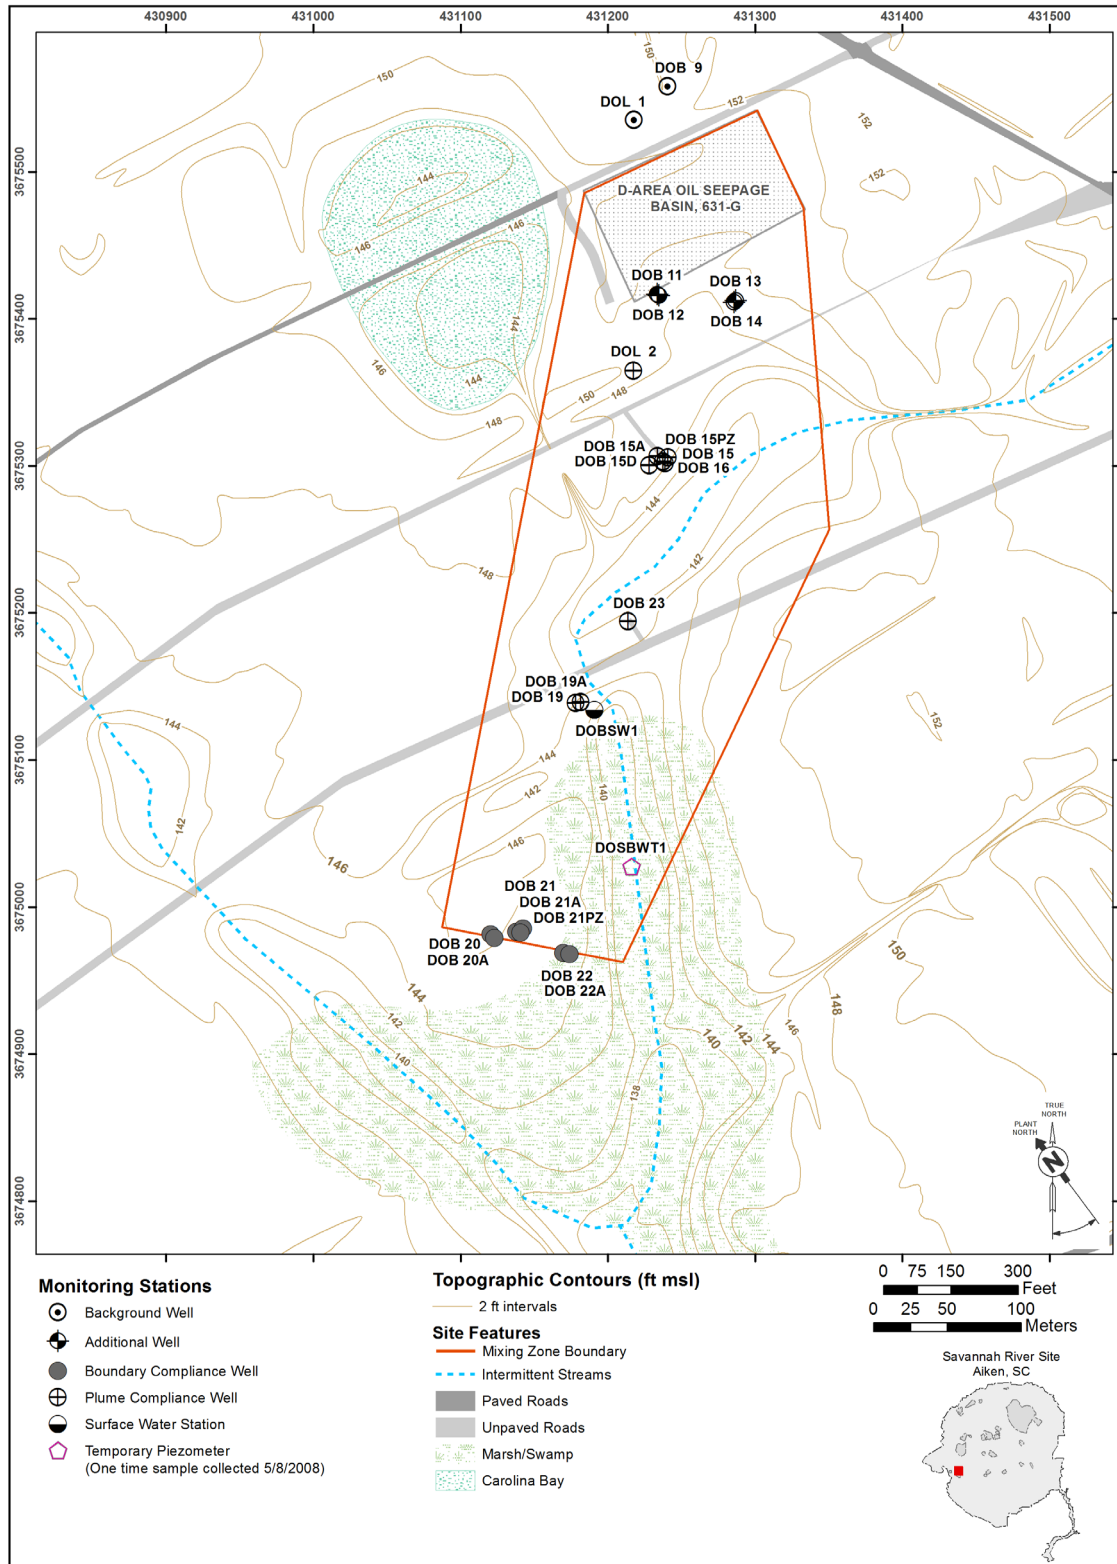 430900
431000
431100
431200
431300
431400
431500
3675500
3675400
3675300
3675200
3675100
3675000
3674900
3674800
150
150
DOB 9
DOL 1
152
152
152
144
146
146
144
144
146
148
D-AREA OIL SEEPAGE
BASIN, 631-G
DOB 11
DOB 12
DOB 13
DOB 14
DOL 2
150
148
DOB 15A
DOB 15D
DOB 15PZ
DOB 15
DOB 16
144
148
142
DOB 23
DOB 19A
DOB 19
DOBSW1
152
144
142
144
142
140
146
146
DOSBWT1
DOB 21
DOB 21A
DOB 21PZ
DOB 20
DOB 20A
DOB 22
DOB 22A
150
148
146
144
142
140
144
142
140
138
TRUE
NORTH
PLANT
NORTH
N
Monitoring Stations
Background Well
Additional Well
Boundary Compliance Well
Plume Compliance Well
Surface Water Station
Temporary Piezometer
(One time sample collected 5/8/2008)
Topographic Contours (ft msl)
2 ft intervals
Site Features
Mixing Zone Boundary
Intermittent Streams
Paved Roads
Unpaved Roads
Marsh/Swamp
Carolina Bay
0 75 150 300
Feet
0 25 50 100
Meters
Savannah River Site
Aiken, SC